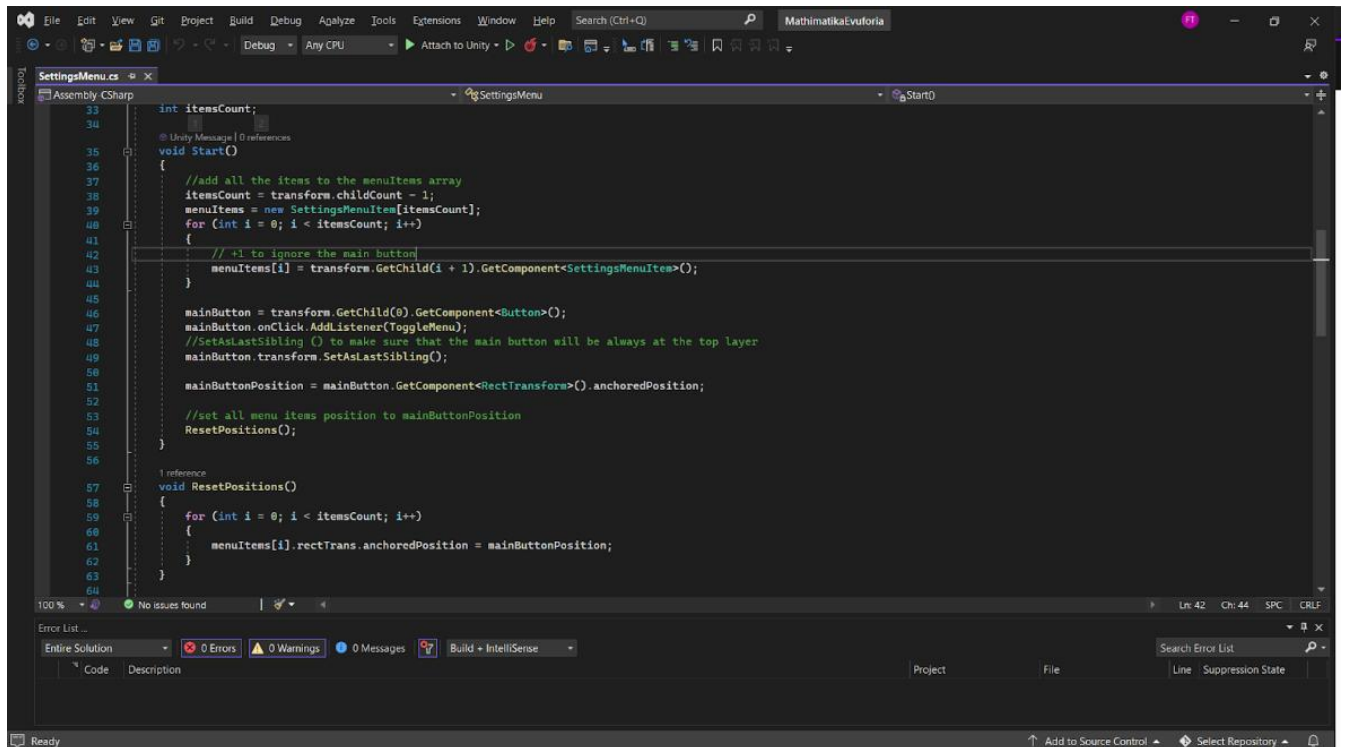 File Edit View Git Project Build Debug Analyze Tools Extensions Window Help Search (Ctrl+Q) MathimatikaEvuforia FT
Debug Any CPU Attach to Unity
Toolbox
SettingsMenu.cs
Assembly-CSharp SettingsMenu Start()
33 int itemsCount;
34
Unity Message | 0 references
35 void Start()
36 {
37 //add all the items to the menuItems array
38 itemsCount = transform.childCount - 1;
39 menuItems = new SettingsMenuItem[itemsCount];
40 for (int i = 0; i < itemsCount; i++)
41 {
42 // +1 to ignore the main button
43 menuItems[i] = transform.GetChild(i + 1).GetComponent<SettingsMenuItem>();
44 }
45
46 mainButton = transform.GetChild(0).GetComponent<Button>();
47 mainButton.onClick.AddListener(ToggleMenu);
48 //SetAsLastSibling () to make sure that the main button will be always at the top layer
49 mainButton.transform.SetAsLastSibling();
50
51 mainButtonPosition = mainButton.GetComponent<RectTransform>().anchoredPosition;
52
53 //set all menu items position to mainButtonPosition
54 ResetPositions();
55 }
56
1 reference
57 void ResetPositions()
58 {
59 for (int i = 0; i < itemsCount; i++)
60 {
61 menuItems[i].rectTrans.anchoredPosition = mainButtonPosition;
62 }
63 }
64
100 % No issues found Ln: 42 Ch: 44 SPC CRLF
Error List ...
Entire Solution 0 Errors 0 Warnings 0 Messages Build + IntelliSense Search Error List
Code Description Project File Line Suppression State
Ready Add to Source Control Select Repository